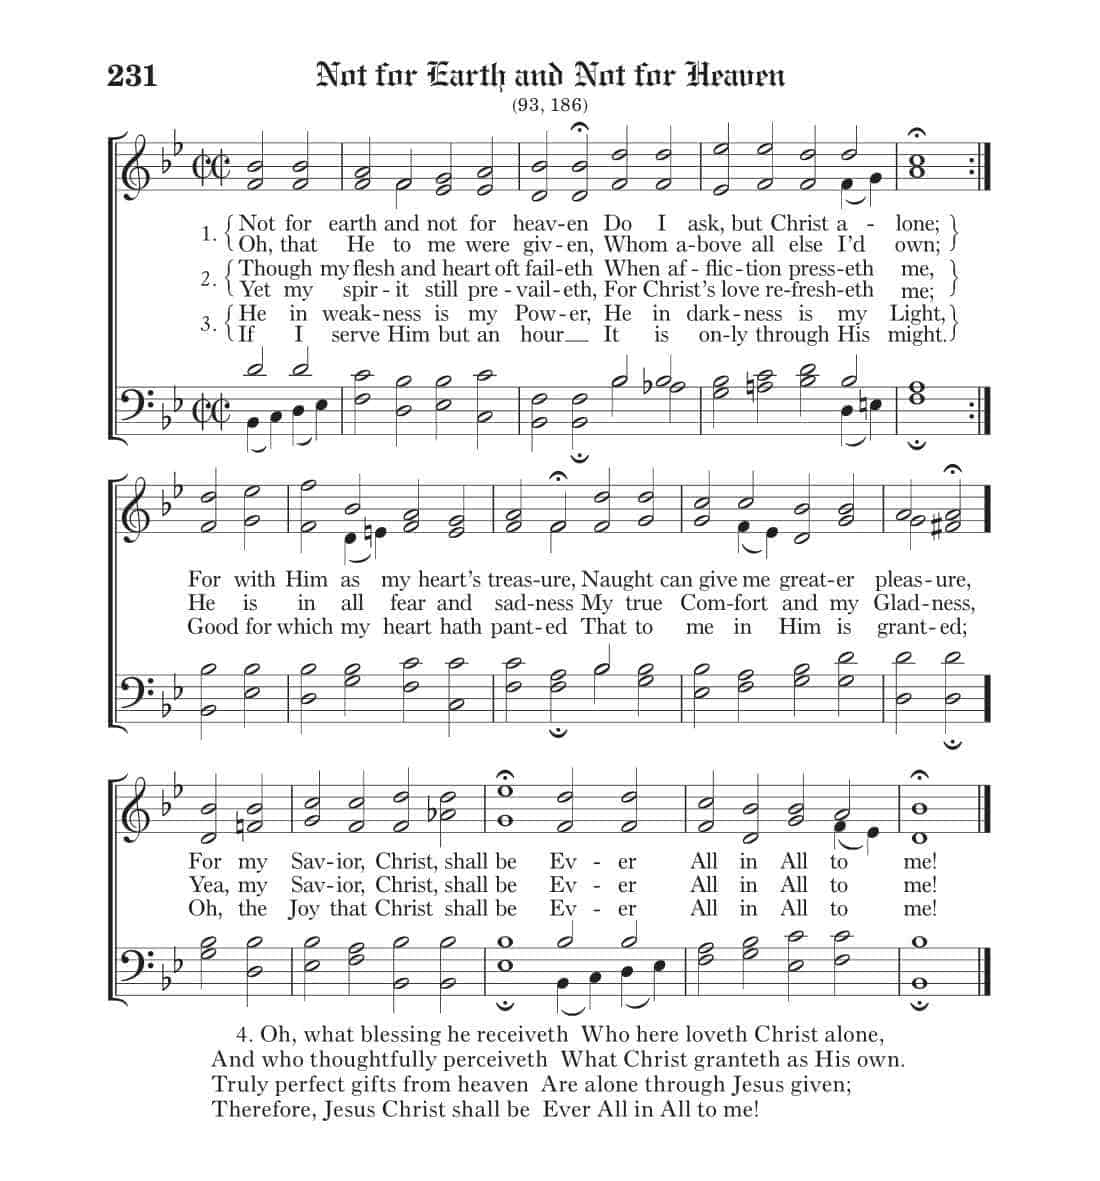 231 Not for Earth and Not for Heaven
(93, 186)
1. Not for earth and not for heav-en Do I ask, but Christ a - lone;
Oh, that He to me were giv-en, Whom a-bove all else I'd own;
2. Though my flesh and heart oft fail-eth When af - flic-tion press-eth me,
Yet my spir-it still pre-vail-eth, For Christ's love re-fresh-eth me;
3. He in weak-ness is my Pow-er, He in dark-ness is my Light,
If I serve Him but an hour__ It is on-ly through His might.
For with Him as my heart's treas-ure, Naught can give me great-er pleas-ure,
He is in all fear and sad-ness My true Com-fort and my Glad-ness,
Good for which my heart hath pant-ed That to me in Him is grant-ed;
For my Sav-ior, Christ, shall be Ev - er All in All to me!
Yea, my Sav-ior, Christ, shall be Ev - er All in All to me!
Oh, the Joy that Christ shall be Ev - er All in All to me!
4. Oh, what blessing he receiveth Who here loveth Christ alone,
And who thoughtfully perceiveth What Christ granteth as His own.
Truly perfect gifts from heaven Are alone through Jesus given;
Therefore, Jesus Christ shall be Ever All in All to me!